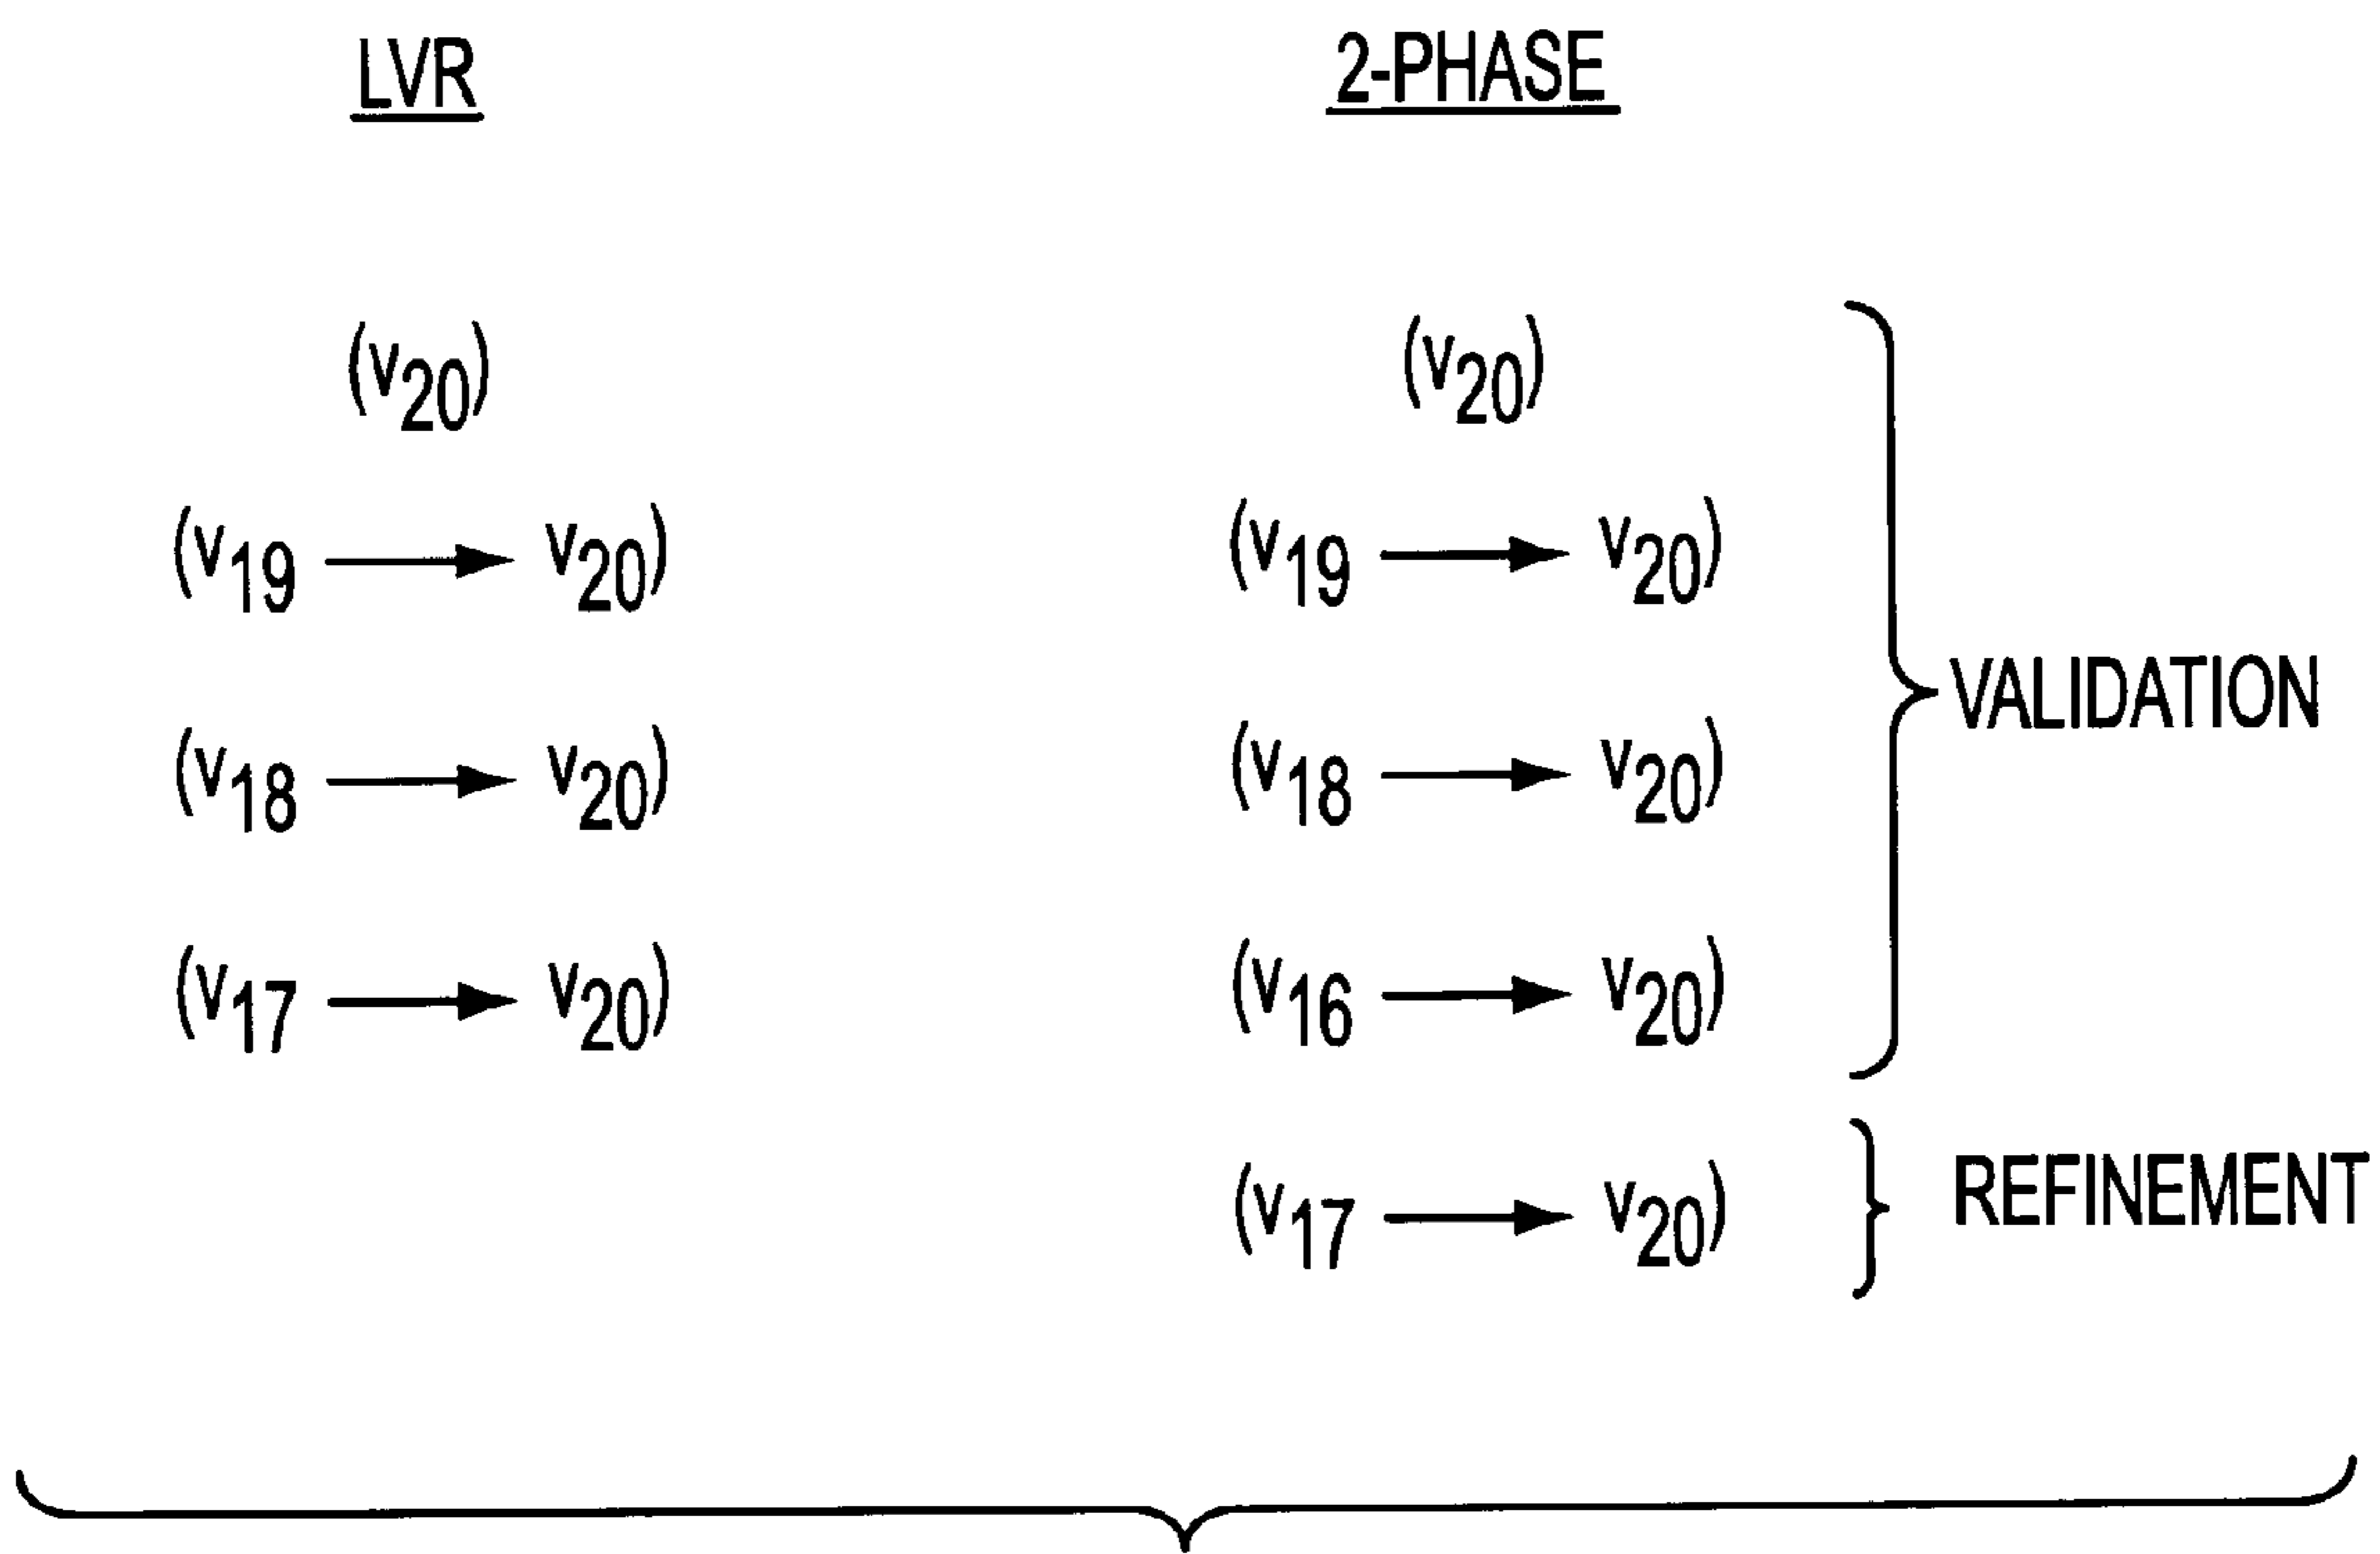 LVR 2-PHASE
(v20) (v20)
(v19 → v20) (v19 → v20)
VALIDATION
(v18 → v20) (v18 → v20)
(v17 → v20) (v16 → v20)
(v17 → v20) REFINEMENT